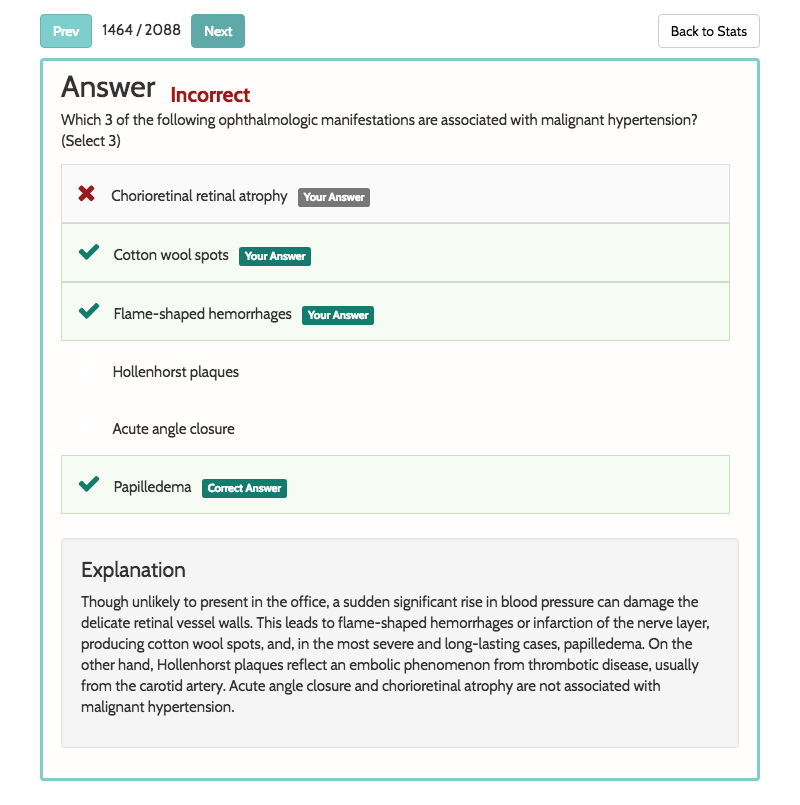 Prev 1464 / 2088 Next Back to Stats
Answer Incorrect
Which 3 of the following ophthalmologic manifestations are associated with malignant hypertension?
(Select 3)
Chorioretinal retinal atrophy Your Answer
Cotton wool spots Your Answer
Flame-shaped hemorrhages Your Answer
Hollenhorst plaques
Acute angle closure
Papilledema Correct Answer
Explanation
Though unlikely to present in the office, a sudden significant rise in blood pressure can damage the
delicate retinal vessel walls. This leads to flame-shaped hemorrhages or infarction of the nerve layer,
producing cotton wool spots, and, in the most severe and long-lasting cases, papilledema. On the
other hand, Hollenhorst plaques reflect an embolic phenomenon from thrombotic disease, usually
from the carotid artery. Acute angle closure and chorioretinal atrophy are not associated with
malignant hypertension.